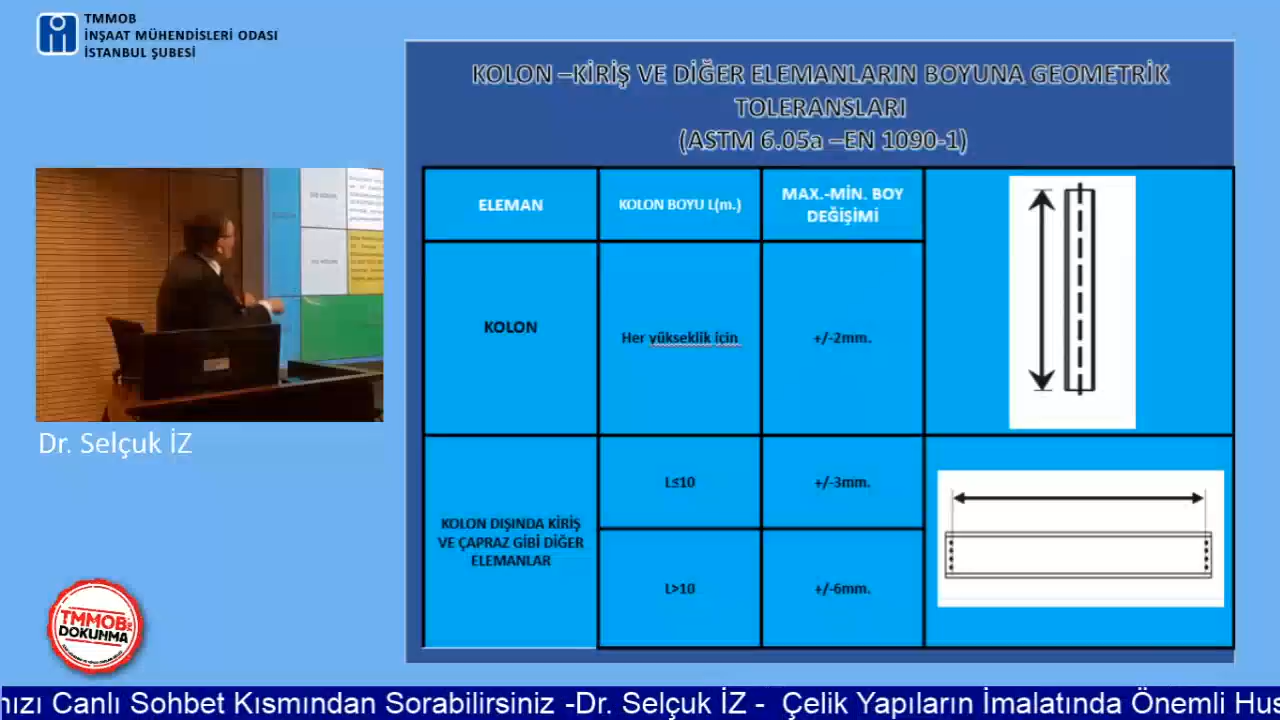 TMMOB
İNŞAAT MÜHENDİSLERİ ODASI
İSTANBUL ŞUBESİ
KOLON –KİRİŞ VE DİĞER ELEMANLARIN BOYUNA GEOMETRİK
TOLERANSLARI
(ASTM 6.05a –EN 1090-1)
ELEMAN
KOLON BOYU L(m.)
MAX.-MİN. BOY
DEĞİŞİMİ
KOLON
Her yükseklik için
+/-2mm.
KOLON DIŞINDA KİRİŞ
VE ÇAPRAZ GİBİ DİĞER
ELEMANLAR
L≤10
+/-3mm.
L>10
+/-6mm.
Dr. Selçuk İZ
TMMOB'ye
DOKUNMA
nızı Canlı Sohbet Kısmından Sorabilirsiniz -Dr. Selçuk İZ - Çelik Yapıların İmalatında Önemli Hus